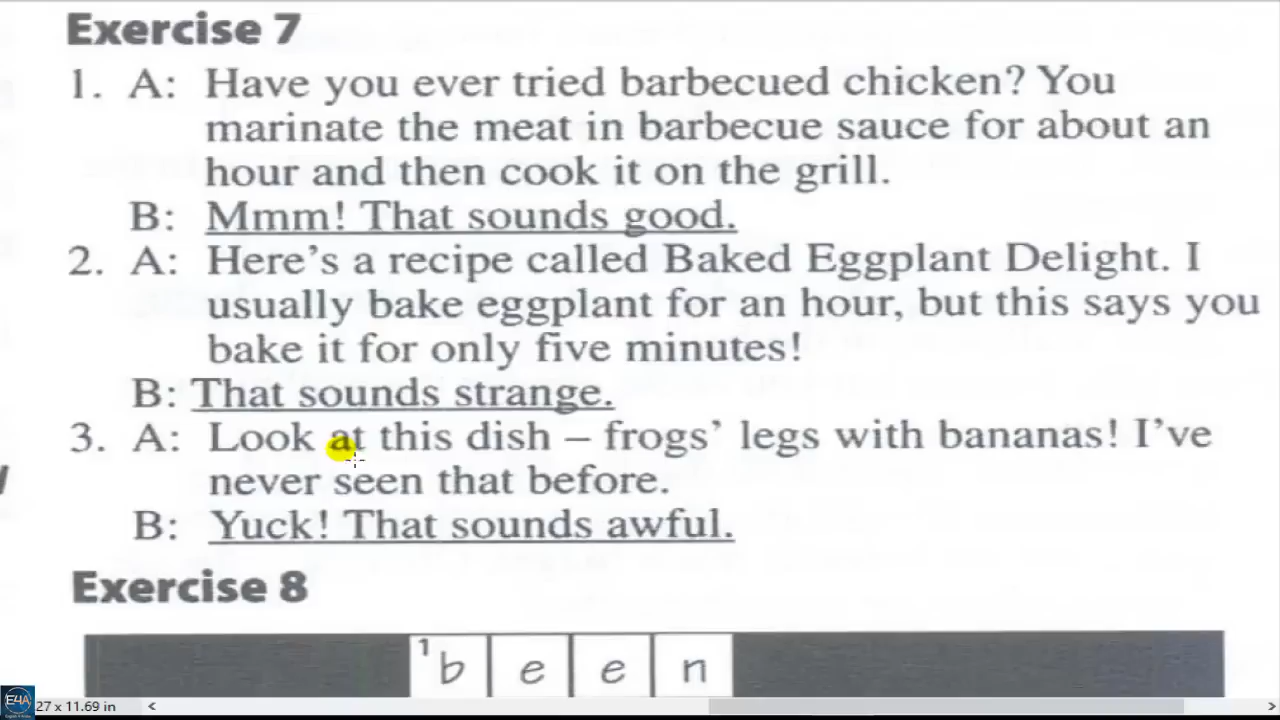 Exercise 7
1. A: Have you ever tried barbecued chicken? You
marinate the meat in barbecue sauce for about an
hour and then cook it on the grill.
B: Mmm! That sounds good.
2. A: Here's a recipe called Baked Eggplant Delight. I
usually bake eggplant for an hour, but this says you
bake it for only five minutes!
B: That sounds strange.
3. A: Look at this dish – frogs' legs with bananas! I've
never seen that before.
B: Yuck! That sounds awful.
Exercise 8
1 b e e n
E4A
27 x 11.69 in